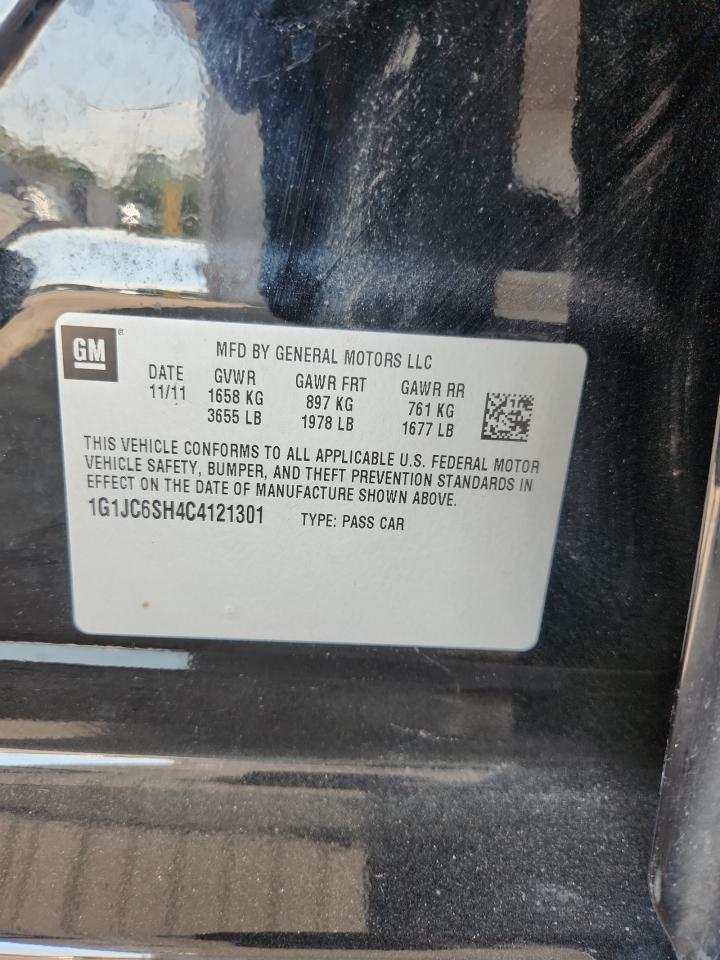 GM
MFD BY GENERAL MOTORS LLC
DATE GVWR GAWR FRT GAWR RR
11/11 1658 KG 897 KG 761 KG
3655 LB 1978 LB 1677 LB
THIS VEHICLE CONFORMS TO ALL APPLICABLE U.S. FEDERAL MOTOR
VEHICLE SAFETY, BUMPER, AND THEFT PREVENTION STANDARDS IN
EFFECT ON THE DATE OF MANUFACTURE SHOWN ABOVE.
1G1JC6SH4C4121301 TYPE: PASS CAR